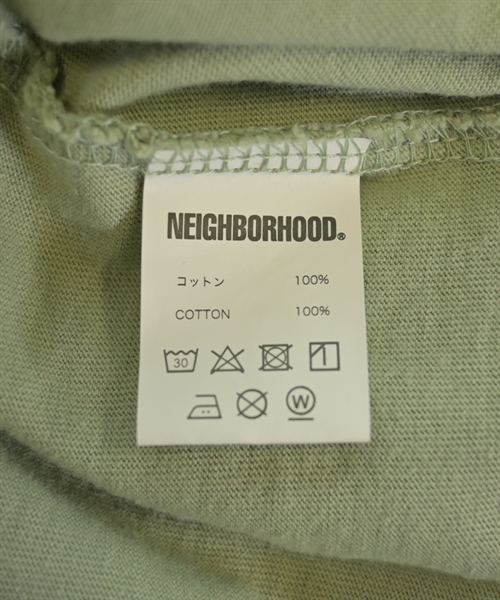 NEIGHBORHOOD®
コットン 100%
COTTON 100%
30
W